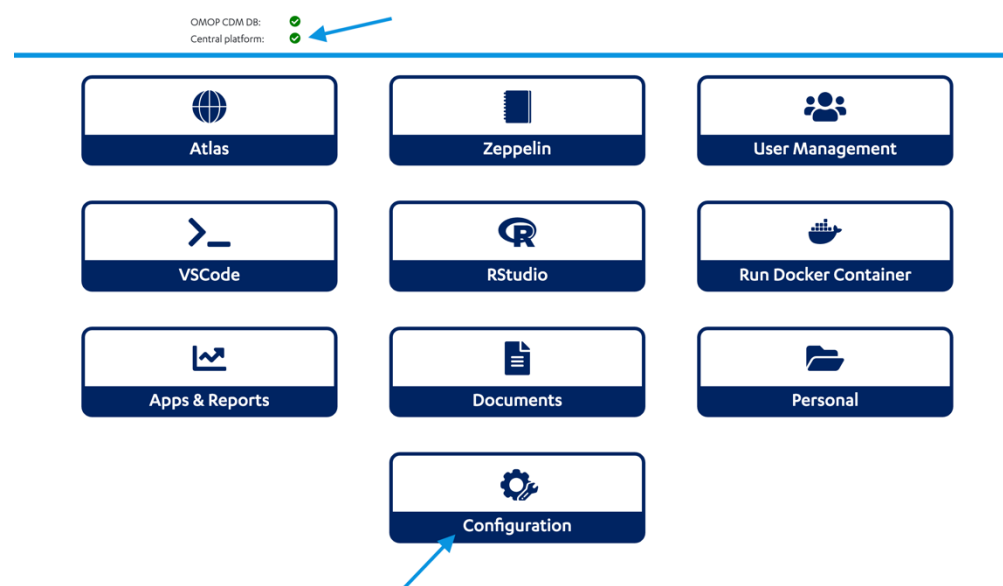 OMOP CDM DB:
Central platform:
Atlas
Zeppelin
User Management
VSCode
RStudio
Run Docker Container
Apps & Reports
Documents
Personal
Configuration